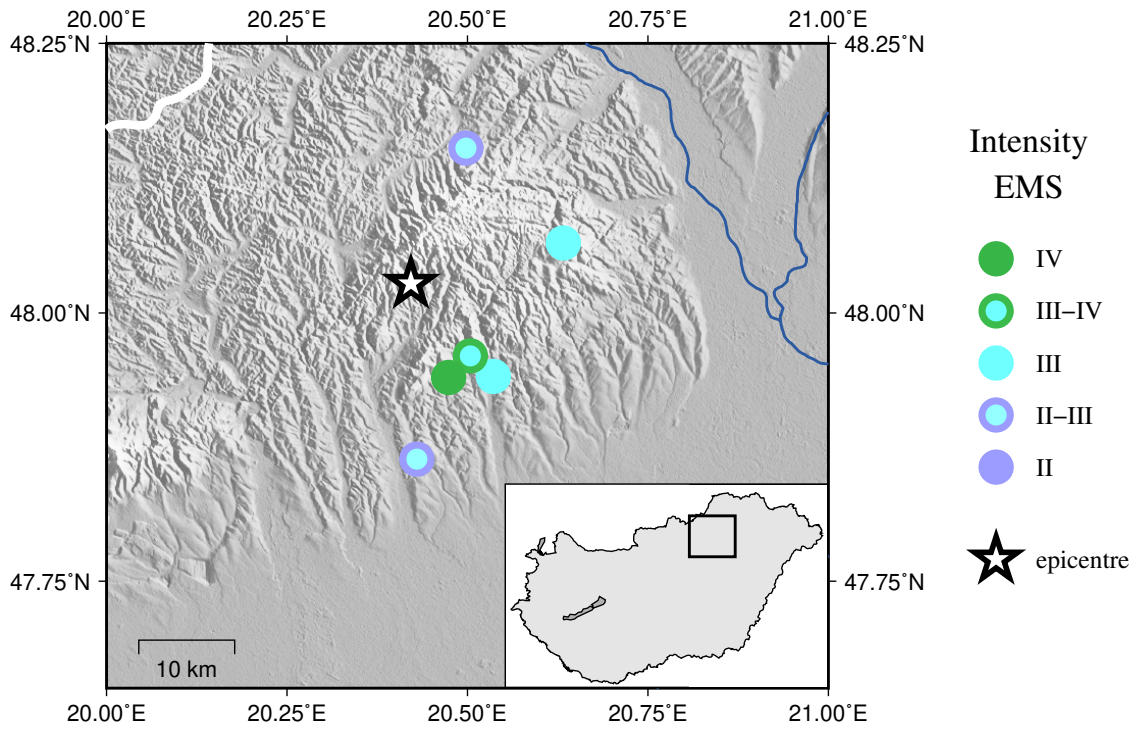 20.00˚E 20.25˚E 20.50˚E 20.75˚E 21.00˚E
48.25˚N 48.25˚N
Intensity
EMS
IV
III–IV
48.00˚N 48.00˚N
III
II–III
II
epicentre
47.75˚N 47.75˚N
10 km
20.00˚E 20.25˚E 20.50˚E 20.75˚E 21.00˚E